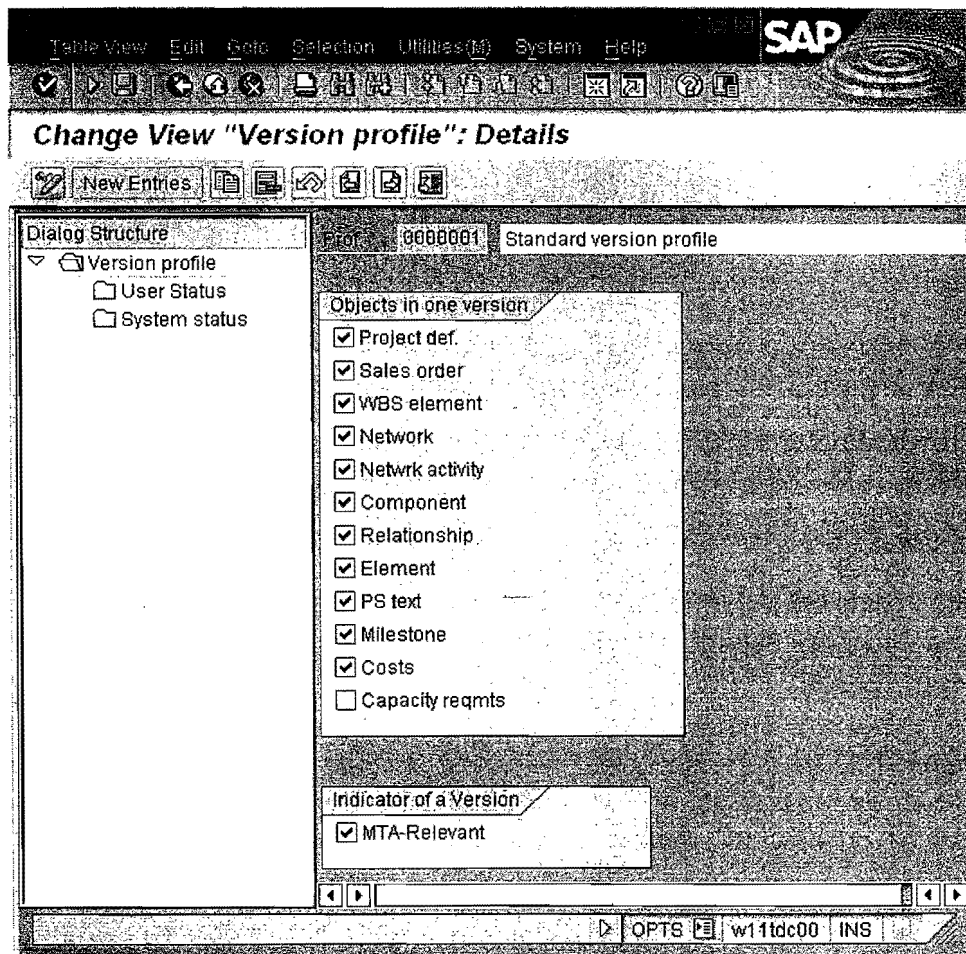 SAP
Table View Edit Goto Selection Utilities(M) System Help
Change View "Version profile": Details
New Entries
Dialog Structure
Version profile
User Status
System status
Prof. 0000001 Standard version profile
Objects in one version
Project def.
Sales order
WBS element
Network
Netwrk activity
Component
Relationship
Element
PS text
Milestone
Costs
Capacity reqmts
Indicator of a Version
MTA-Relevant
OPTS w11tdc00 INS